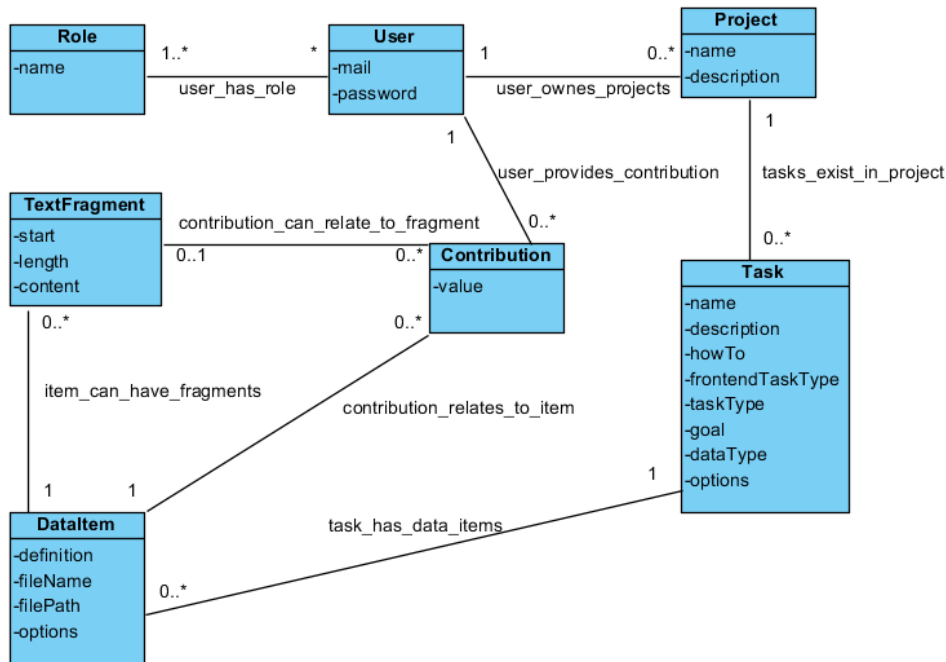 Role
-name
1..*
*
user_has_role
User
-mail
-password
1
0..*
user_ownes_projects
Project
-name
-description
1
user_provides_contribution
0..*
1
tasks_exist_in_project
0..*
TextFragment
-start
-length
-content
contribution_can_relate_to_fragment
0..1
0..*
Contribution
-value
Task
-name
-description
-howTo
-frontendTaskType
-taskType
-goal
-dataType
-options
0..*
item_can_have_fragments
1
0..*
contribution_relates_to_item
1
1
task_has_data_items
0..*
DataItem
-definition
-fileName
-filePath
-options